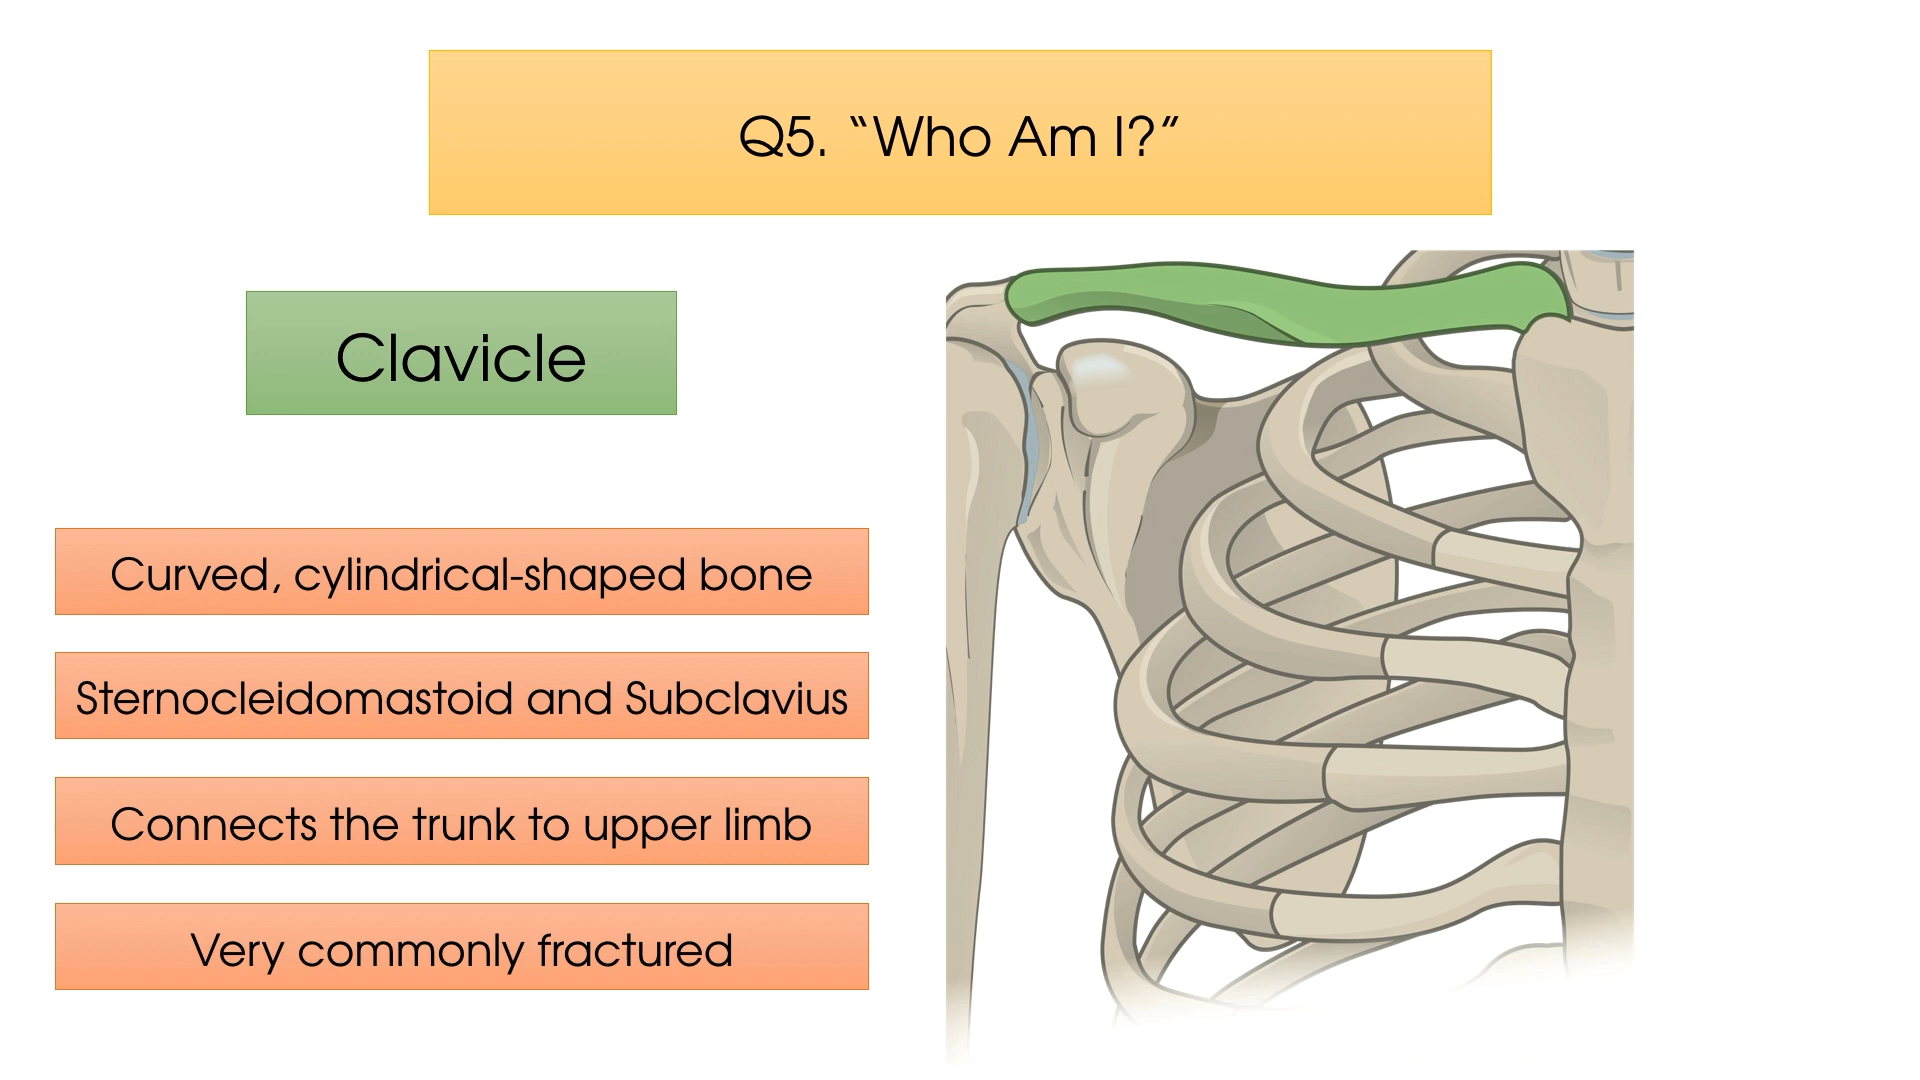 Q5. “Who Am I?”
Clavicle
Curved, cylindrical-shaped bone
Sternocleidomastoid and Subclavius
Connects the trunk to upper limb
Very commonly fractured